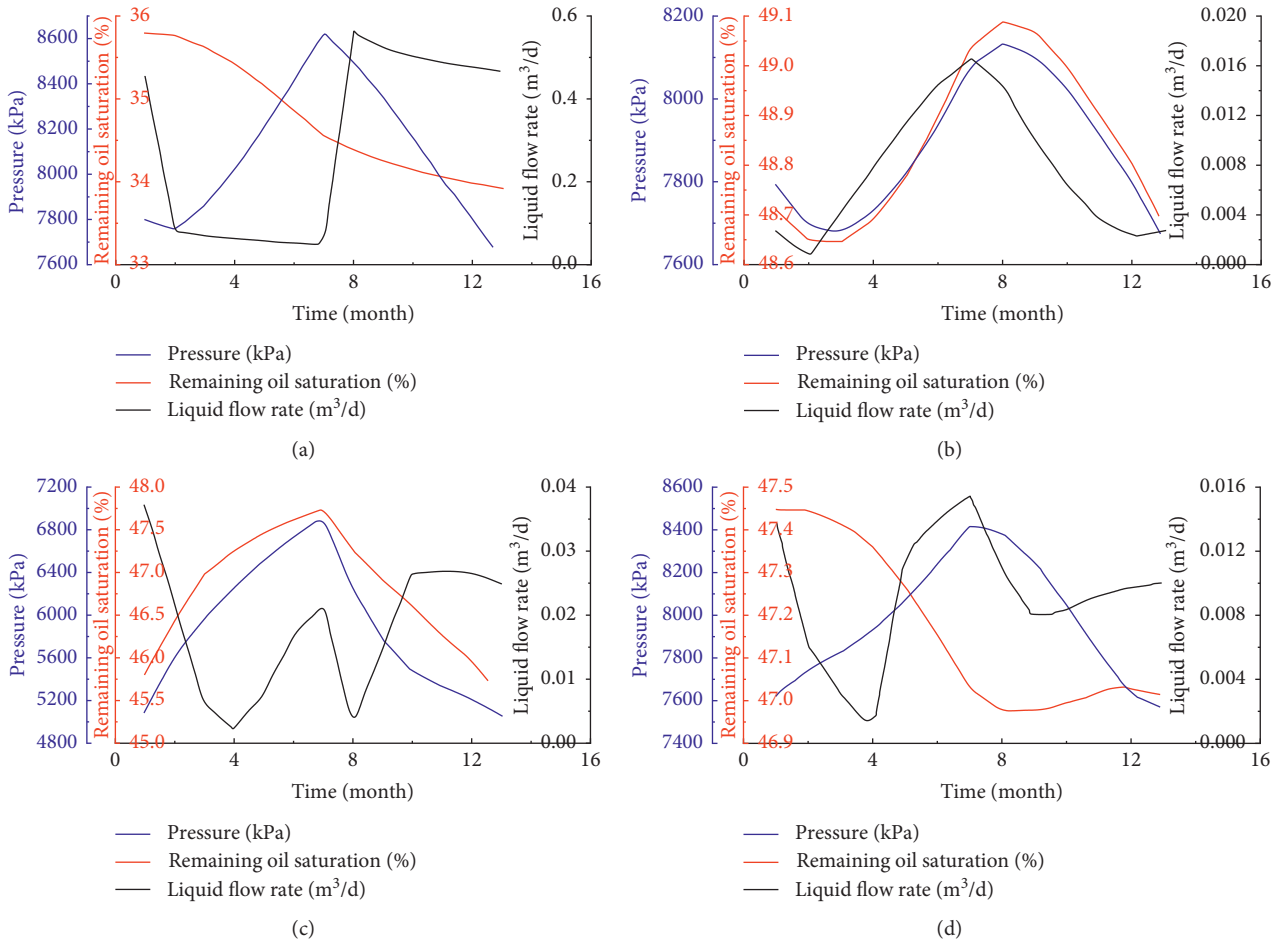 Pressure (kPa)
8600
8400
8200
8000
7800
7600
Remaining oil saturation (%)
36
35
34
33
Liquid flow rate (m³/d)
0.6
0.4
0.2
0.0
0 4 8 12 16
Time (month)
Pressure (kPa)
Remaining oil saturation (%)
Liquid flow rate (m³/d)
(a)
Pressure (kPa)
8200
8000
7800
7600
Remaining oil saturation (%)
49.1
49.0
48.9
48.8
48.7
48.6
Liquid flow rate (m³/d)
0.020
0.016
0.012
0.008
0.004
0.000
0 4 8 12 16
Time (month)
Pressure (kPa)
Remaining oil saturation (%)
Liquid flow rate (m³/d)
(b)
Pressure (kPa)
7200
6800
6400
6000
5600
5200
4800
Remaining oil saturation (%)
48.0
47.5
47.0
46.5
46.0
45.5
45.0
Liquid flow rate (m³/d)
0.04
0.03
0.02
0.01
0.00
0 4 8 12 16
Time (month)
Pressure (kPa)
Remaining oil saturation (%)
Liquid flow rate (m³/d)
(c)
Pressure (kPa)
8600
8400
8200
8000
7800
7600
7400
Remaining oil saturation (%)
47.5
47.4
47.3
47.2
47.1
47.0
46.9
Liquid flow rate (m³/d)
0.016
0.012
0.008
0.004
0.000
0 4 8 12 16
Time (month)
Pressure (kPa)
Remaining oil saturation (%)
Liquid flow rate (m³/d)
(d)